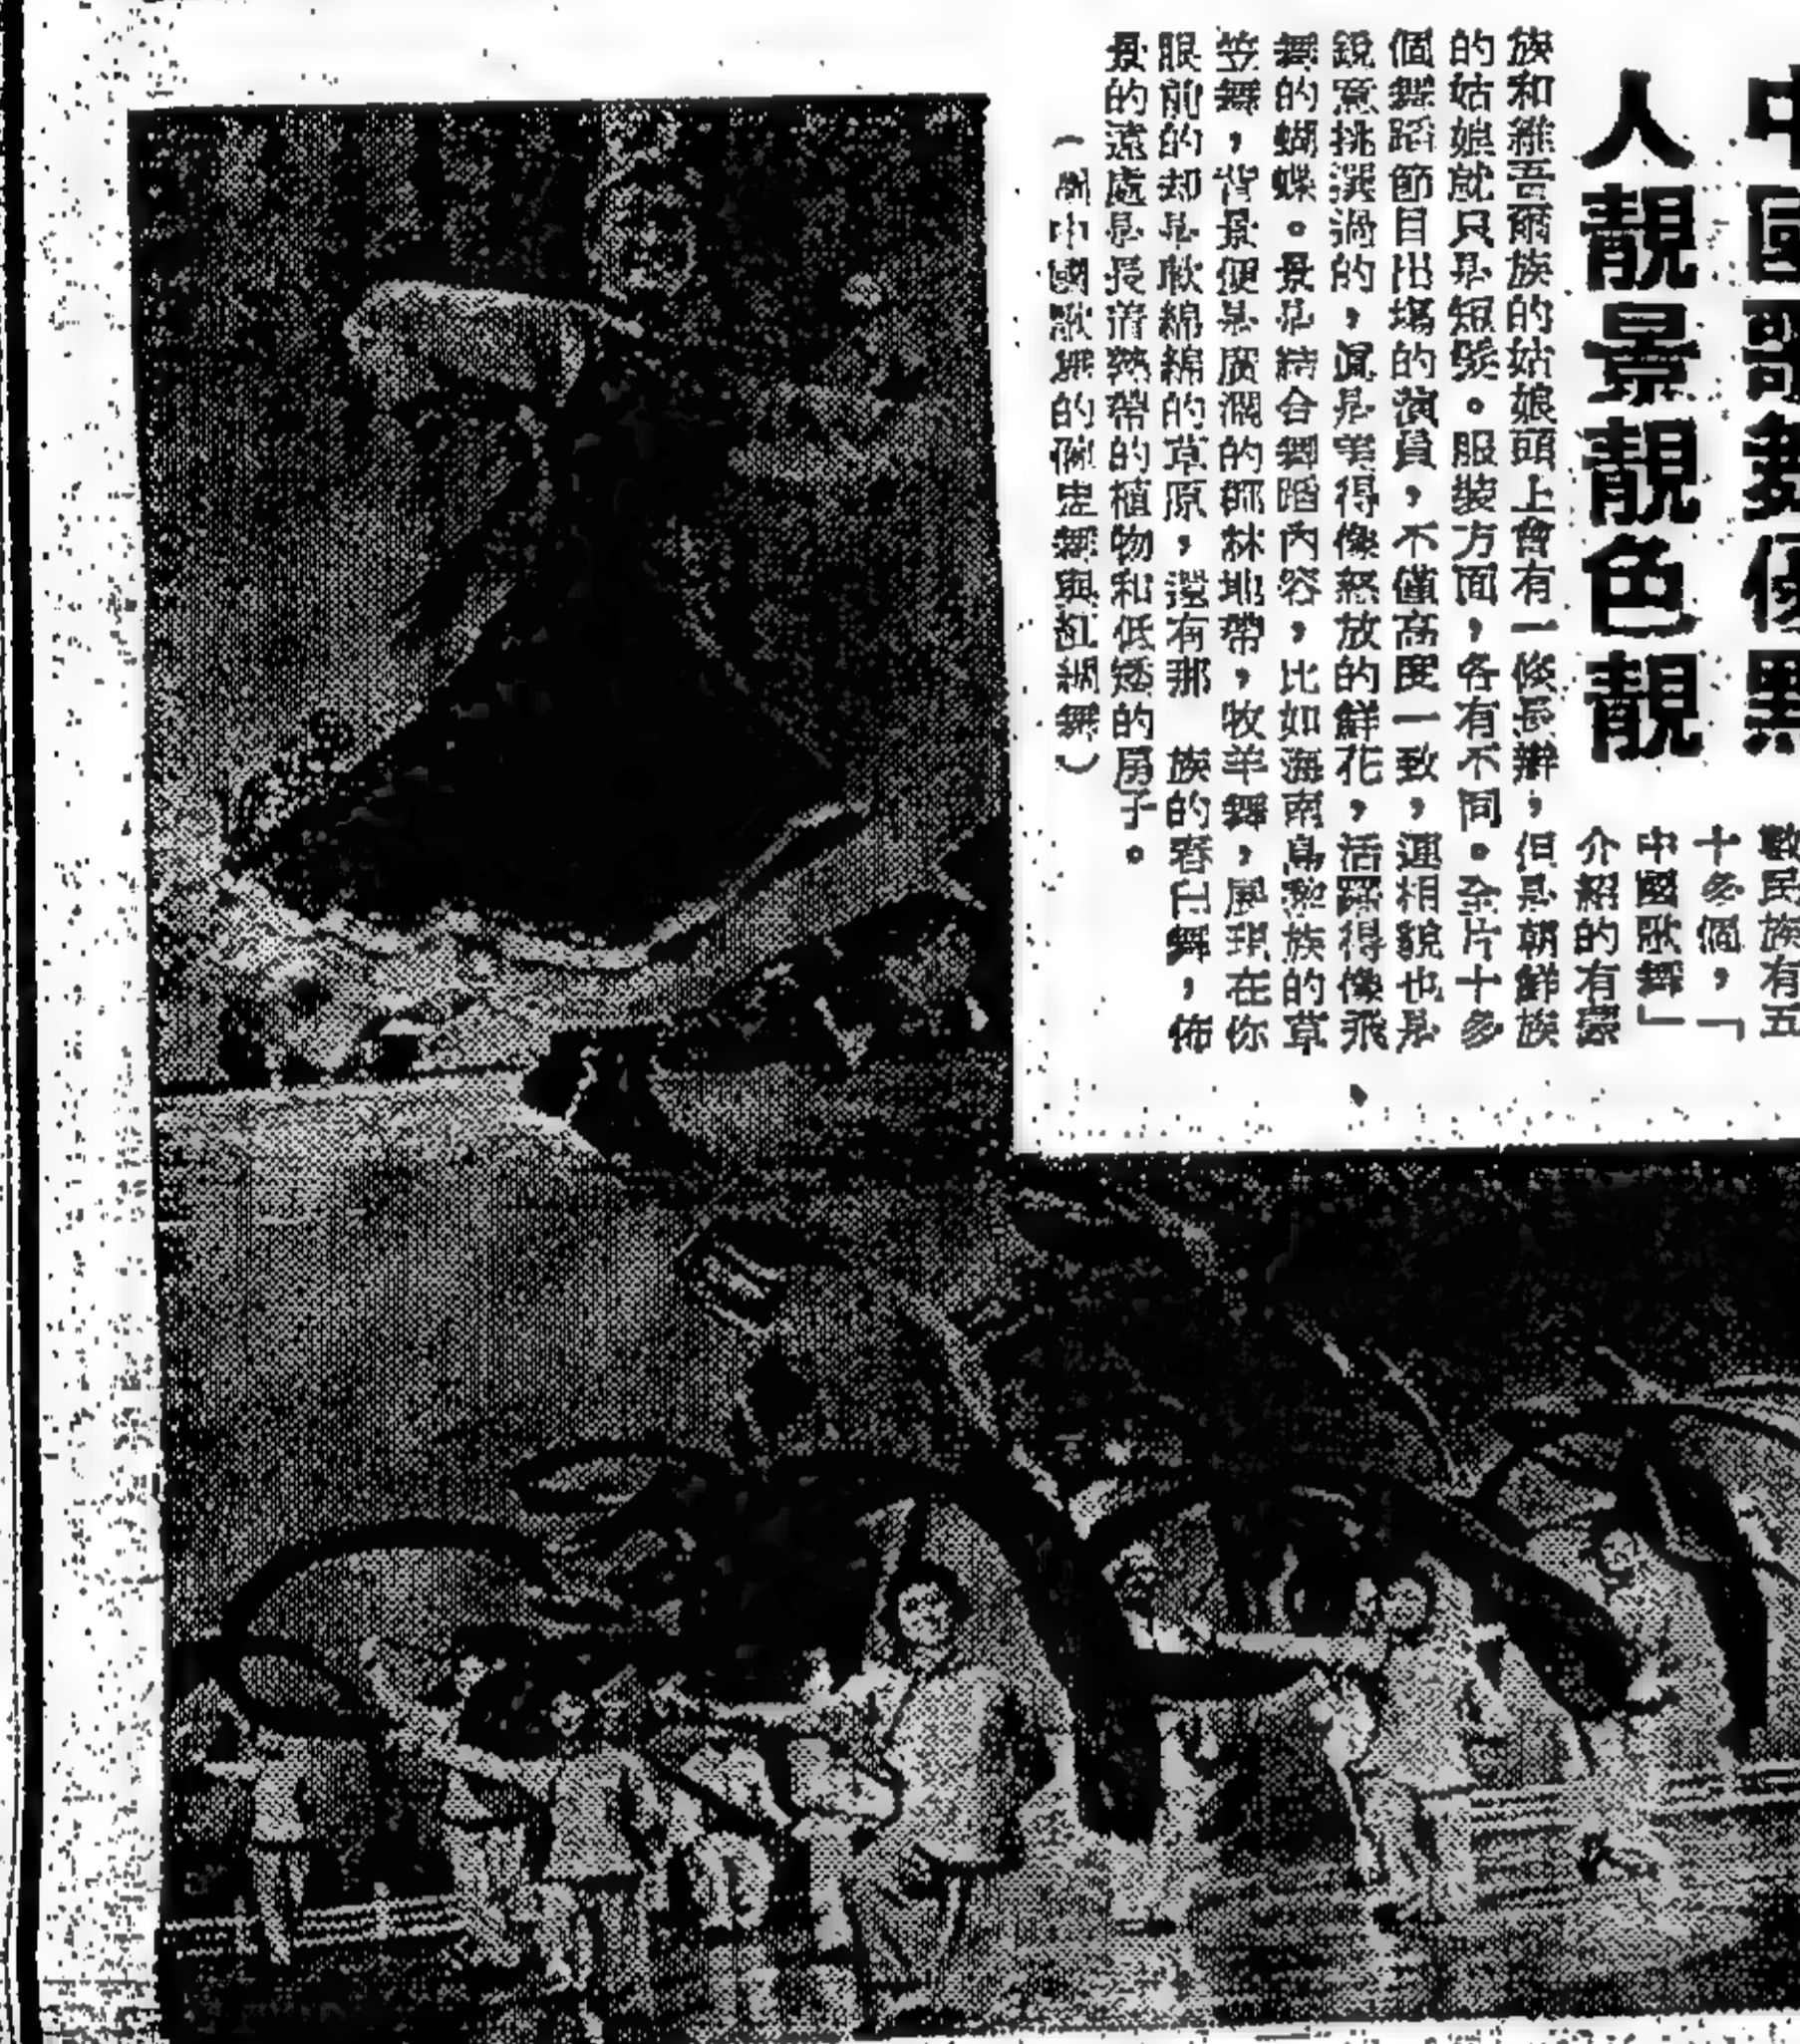 中國歌舞
人靚景靚色靚
數民族有五
十多個，「
中國歌舞」
介紹的有
族和維吾爾族的姑娘頭上會有一條長辮，但是朝鮮族
的姑娘就只是短髮。服裝方面，各有不同。全片十多
個舞蹈節目出場的演員，不僅高度一致，連相貌也是
銳意挑選過的，眞是美得像怒放的鮮花，活躍得像飛
舞的蝴蝶。景是結合舞蹈內容，比如海南島黎族的草
笠舞，背景便是廣濶的椰林地帶，牧羊舞，展現在你
眼前的却是軟綿綿的草原，還有那 族的春臼舞，佈
景的遠處是長着熱帶的植物和低矮的房子。
（ 中國歌舞的 舞與紅綢舞）